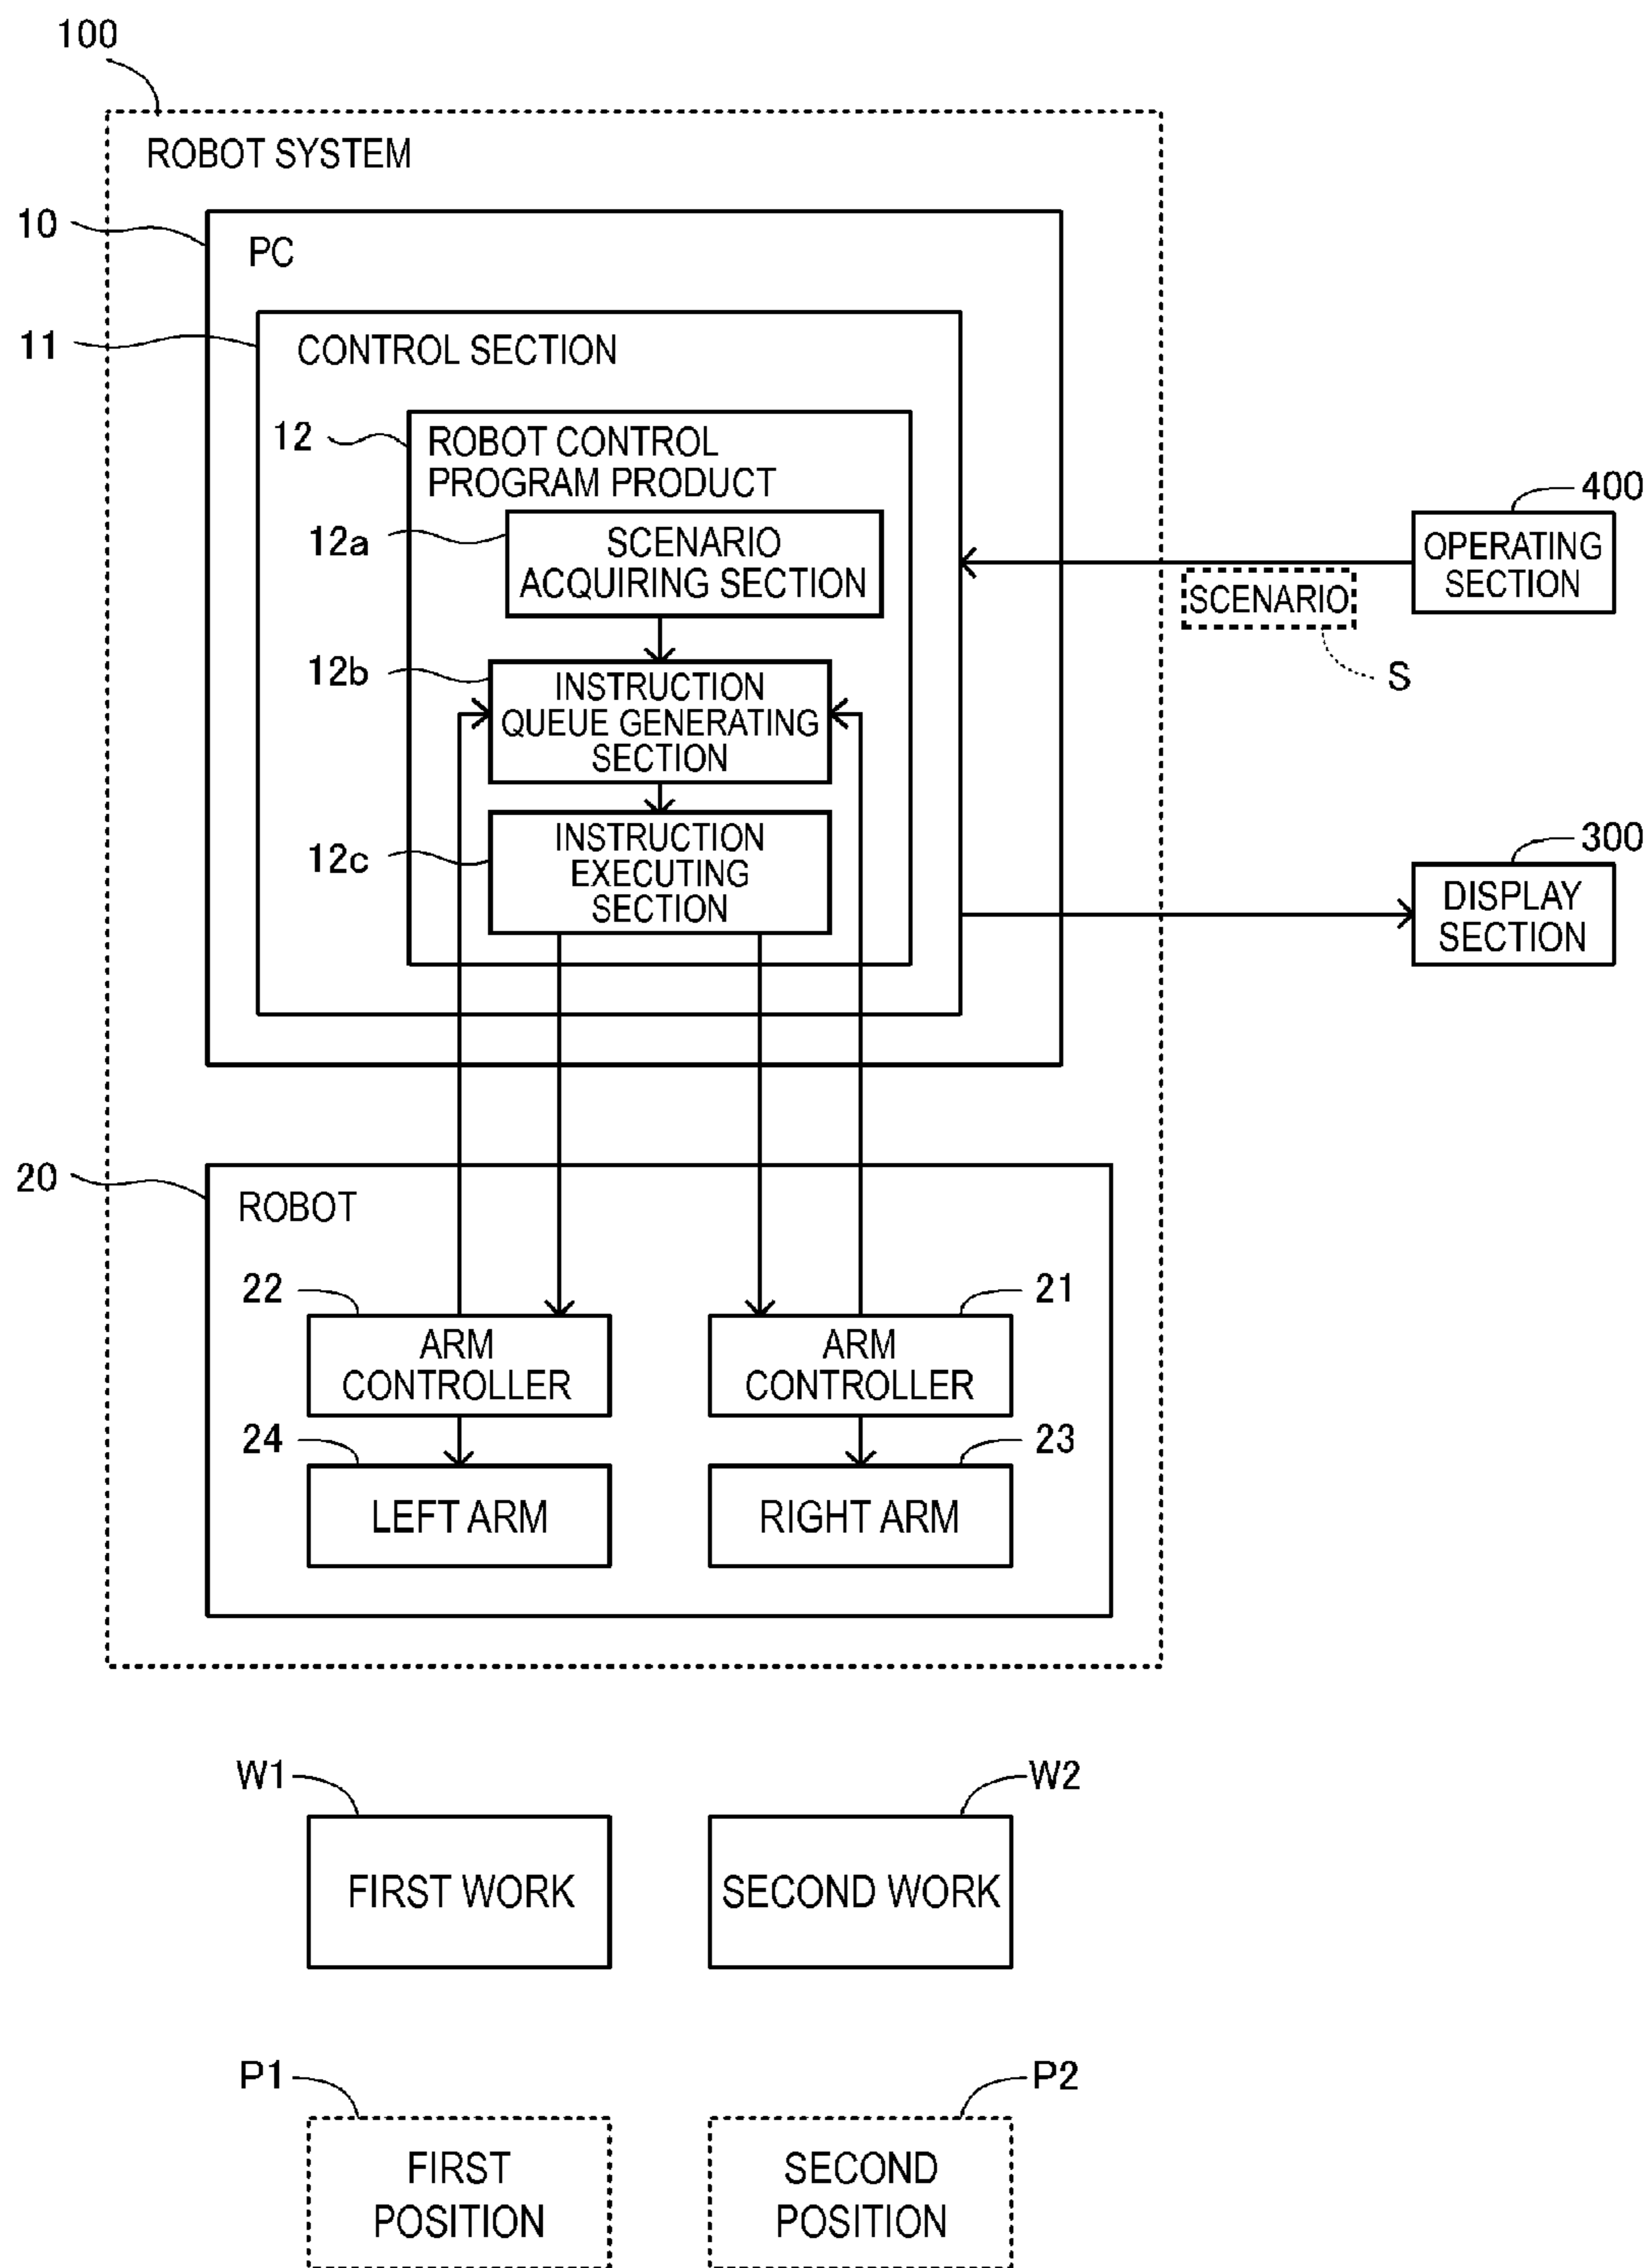 100
ROBOT SYSTEM
10
PC
11
CONTROL SECTION
12
ROBOT CONTROL
PROGRAM PRODUCT
12a
SCENARIO
ACQUIRING SECTION
400
OPERATING
SECTION
SCENARIO
S
12b
INSTRUCTION
QUEUE GENERATING
SECTION
12c
INSTRUCTION
EXECUTING
SECTION
300
DISPLAY
SECTION
20
ROBOT
22
ARM
CONTROLLER
21
ARM
CONTROLLER
24
LEFT ARM
23
RIGHT ARM
W1
FIRST WORK
W2
SECOND WORK
P1
FIRST
POSITION
P2
SECOND
POSITION